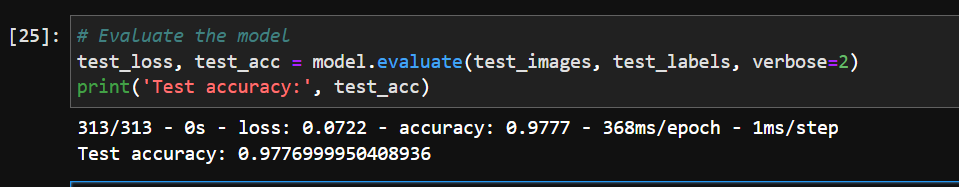 [25]: # Evaluate the model
test_loss, test_acc = model.evaluate(test_images, test_labels, verbose=2)
print('Test accuracy:', test_acc)
313/313 - 0s - loss: 0.0722 - accuracy: 0.9777 - 368ms/epoch - 1ms/step
Test accuracy: 0.9776999950408936